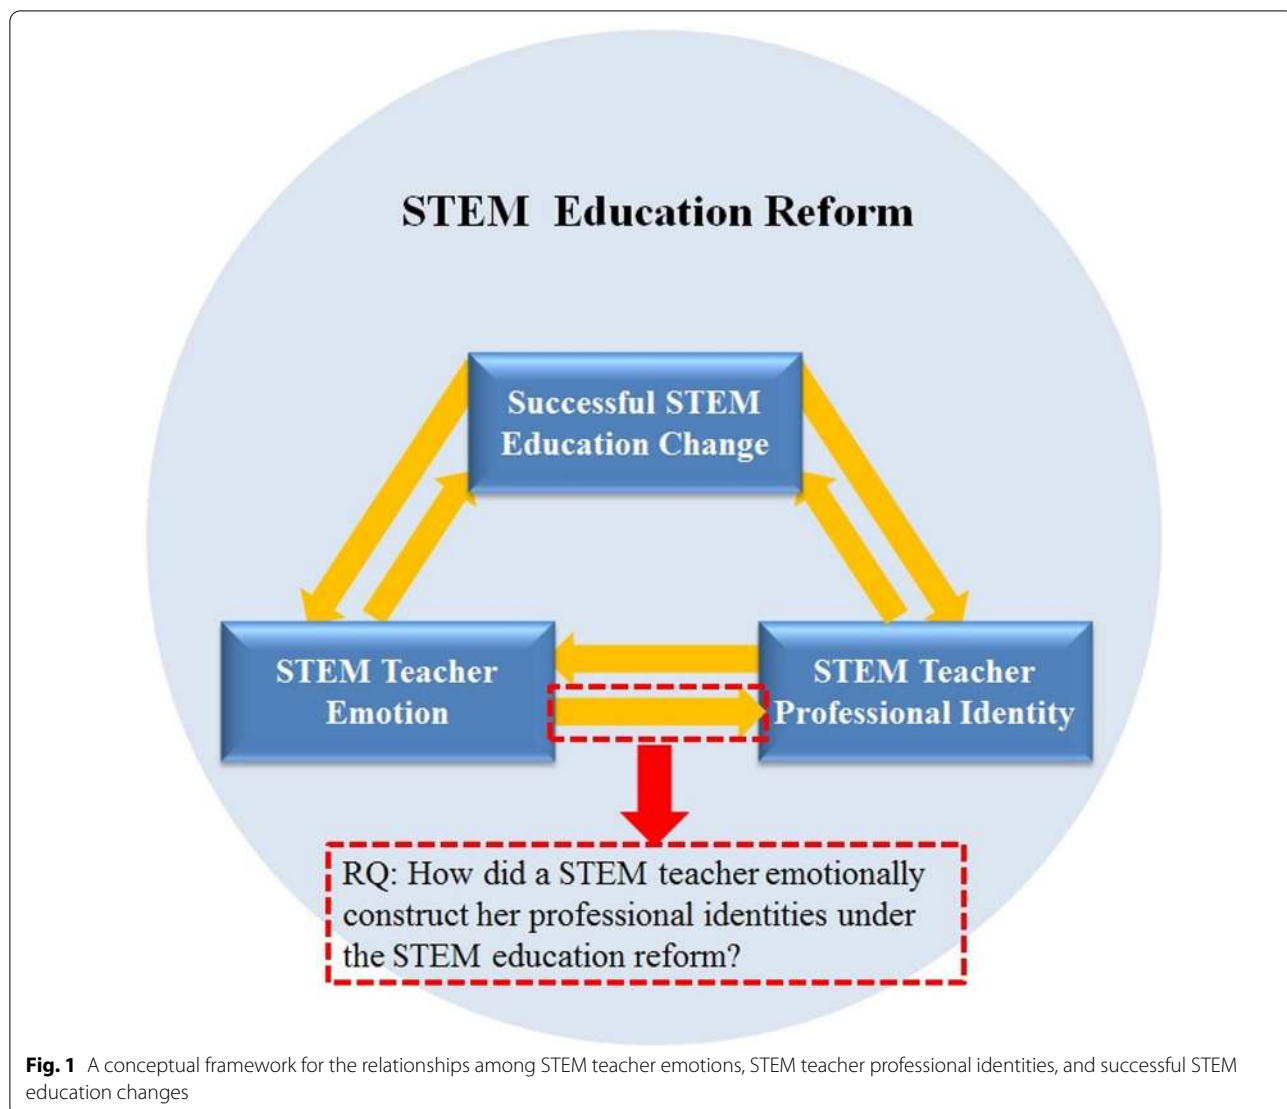 STEM Education Reform
Successful STEM
Education Change
STEM Teacher
Emotion
STEM Teacher
Professional Identity
RQ: How did a STEM teacher emotionally
construct her professional identities under
the STEM education reform?
Fig. 1 A conceptual framework for the relationships among STEM teacher emotions, STEM teacher professional identities, and successful STEM
education changes